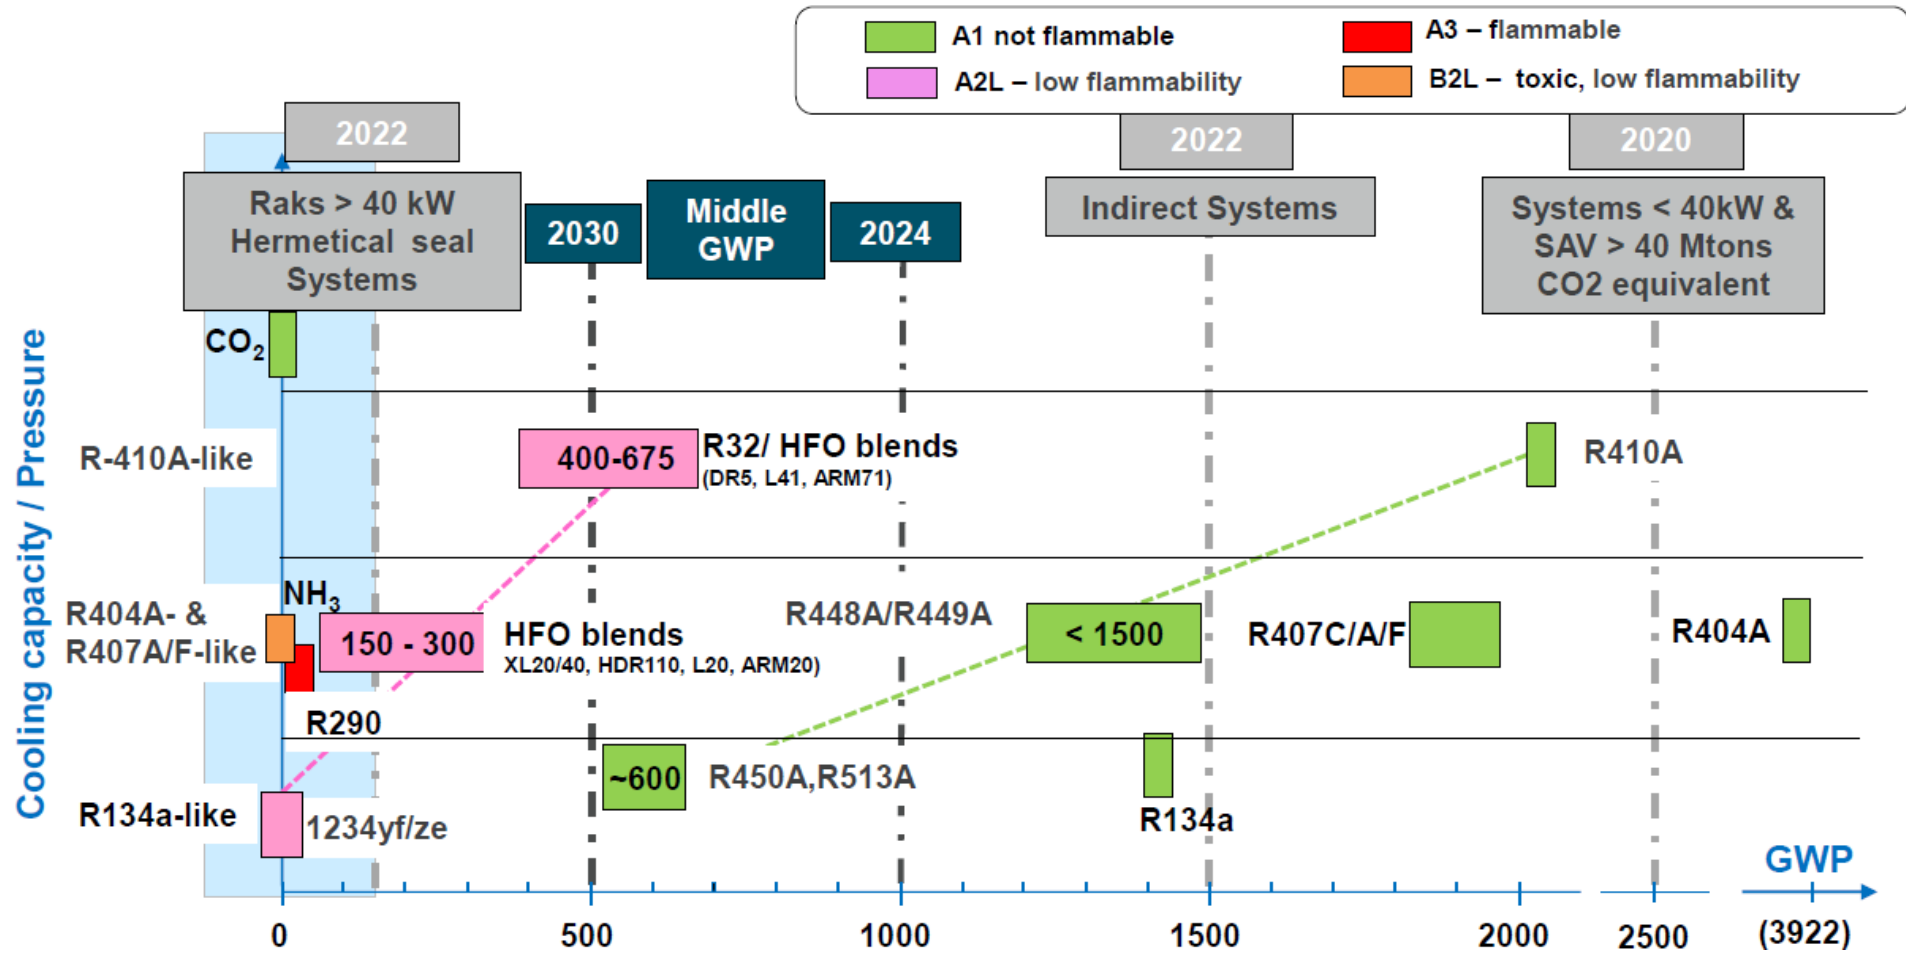 A1 not flammable
A3 – flammable
A2L – low flammability
B2L –  toxic, low flammability
2022
2022
2020
Raks > 40 kW
Hermetical  seal
Systems
2030
Middle
GWP
2024
Indirect Systems
Systems < 40kW &
SAV > 40 Mtons
CO2 equivalent
Cooling capacity / Pressure
CO₂
R-410A-like
400-675
R32/ HFO blends
(DR5, L41, ARM71)
R410A
NH₃
R404A- &
R407A/F-like
150 - 300
HFO blends
XL20/40, HDR110, L20, ARM20)
R448A/R449A
< 1500
R407C/A/F
R404A
R290
~600
R450A,R513A
R134a
R134a-like
1234yf/ze
GWP
0
500
1000
1500
2000
2500
(3922)